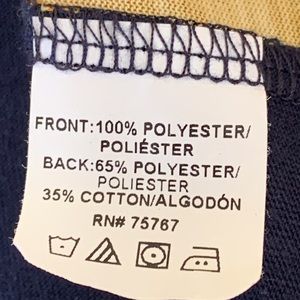 FRONT:100% POLYESTER/
POLIÉSTER
BACK:65% POLYESTER/
POLIESTER
35% COTTON/ALGODÓN
RN# 75767